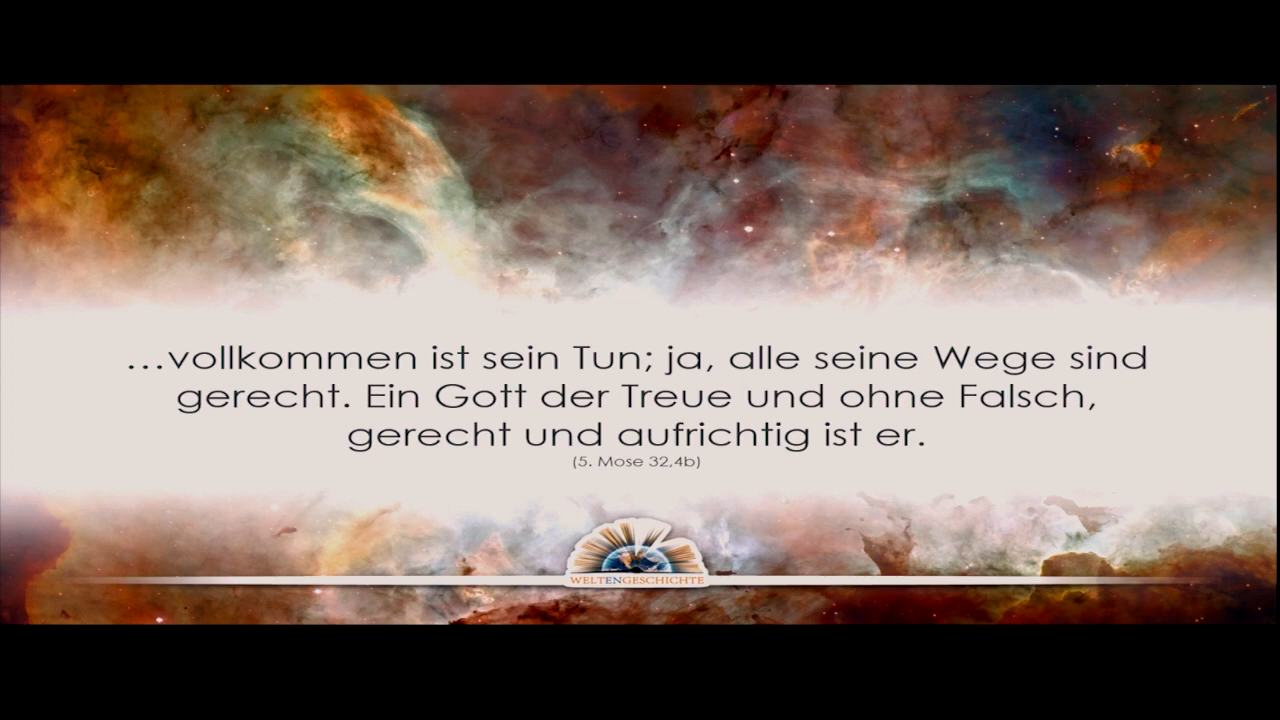 …vollkommen ist sein Tun; ja, alle seine Wege sind
gerecht. Ein Gott der Treue und ohne Falsch,
gerecht und aufrichtig ist er.
(5. Mose 32,4b)
WELTENGESCHICHTE